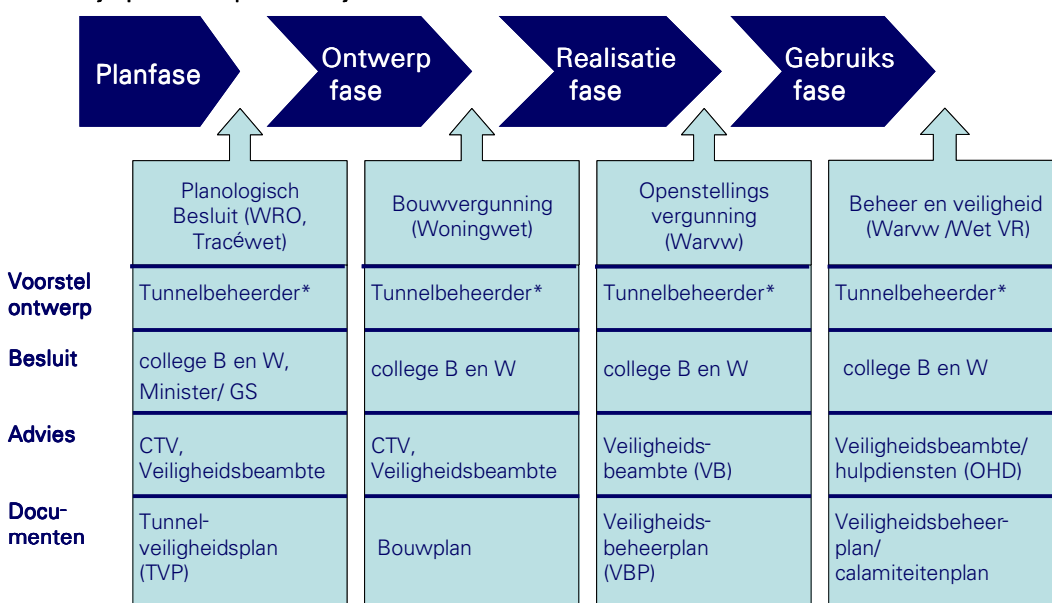 Planfase
Ontwerp
fase
Realisatie
fase
Gebruiks
fase
Planologisch
Besluit (WRO,
Tracéwet)
Bouwvergunning
(Woningwet)
Openstellings
vergunning
(Warvw)
Beheer en veiligheid
(Warvw /Wet VR)
Voorstel
ontwerp
Tunnelbeheerder*
Tunnelbeheerder*
Tunnelbeheerder*
Tunnelbeheerder*
Besluit
college B en W,
Minister/ GS
college B en W
college B en W
college B en W
Advies
CTV,
Veiligheidsbeambte
CTV,
Veiligheidsbeambte
Veiligheids-
beambte (VB)
Veiligheidsbeambte/
hulpdiensten (OHD)
Docu-
menten
Tunnel-
veiligheidsplan
(TVP)
Bouwplan
Veiligheids-
beheerplan
(VBP)
Veiligheidsbeheer-
plan/
calamiteitenplan